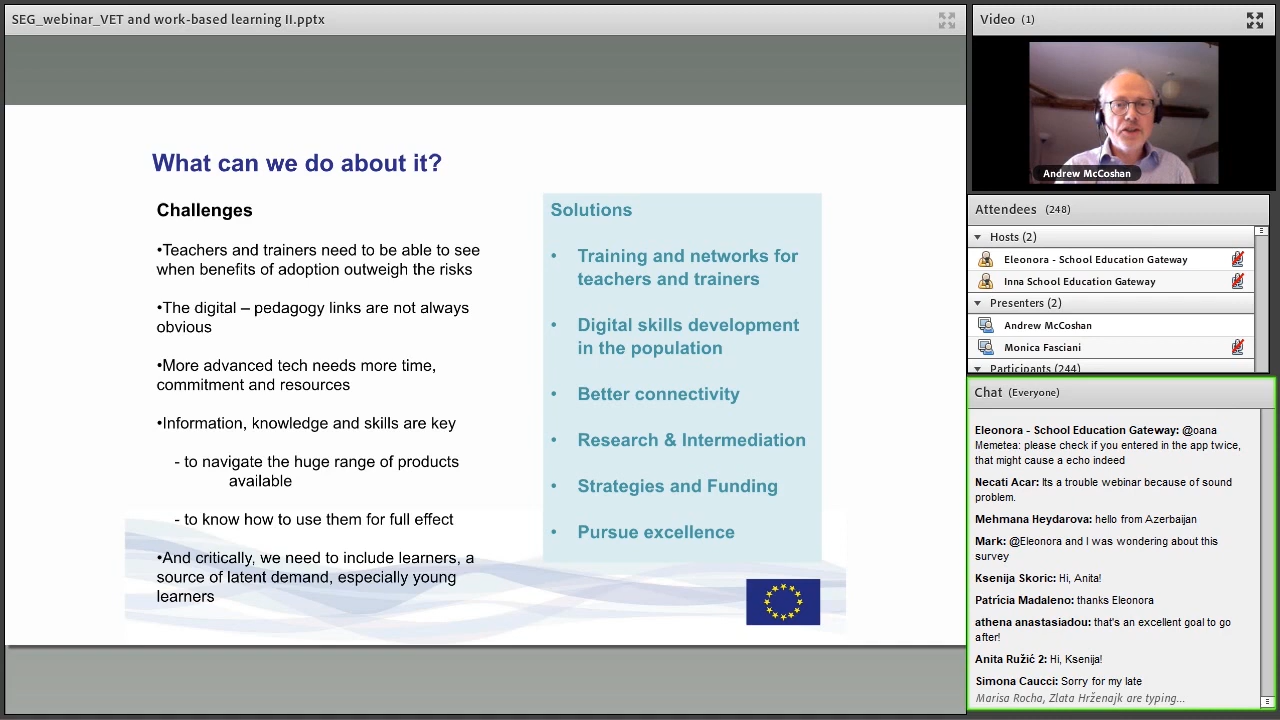 SEG_webinar_VET and work-based learning II.pptx
What can we do about it?
Challenges
•Teachers and trainers need to be able to see
when benefits of adoption outweigh the risks
•The digital – pedagogy links are not always
obvious
•More advanced tech needs more time,
commitment and resources
•Information, knowledge and skills are key
- to navigate the huge range of products
available
- to know how to use them for full effect
•And critically, we need to include learners, a
source of latent demand, especially young
learners
Solutions
• Training and networks for
teachers and trainers
• Digital skills development
in the population
• Better connectivity
• Research & Intermediation
• Strategies and Funding
• Pursue excellence
Video (1)
Andrew McCoshan
Attendees (248)
Hosts (2)
Eleonora - School Education Gateway
Inna School Education Gateway
Presenters (2)
Andrew McCoshan
Monica Fasciani
Participants (244)
Chat (Everyone)
Eleonora - School Education Gateway: @oana
Memetea: please check if you entered in the app twice,
that might cause a echo indeed
Necati Acar: Its a trouble webinar because of sound
problem.
Mehmana Heydarova: hello from Azerbaijan
Mark: @Eleonora and I was wondering about this
survey
Ksenija Skoric: Hi, Anita!
Patrícia Madaleno: thanks Eleonora
athena anastasiadou: that's an excellent goal to go
after!
Anita Ružić 2: Hi, Ksenija!
Simona Caucci: Sorry for my late
Marisa Rocha, Zlata Hrženajk are typing...